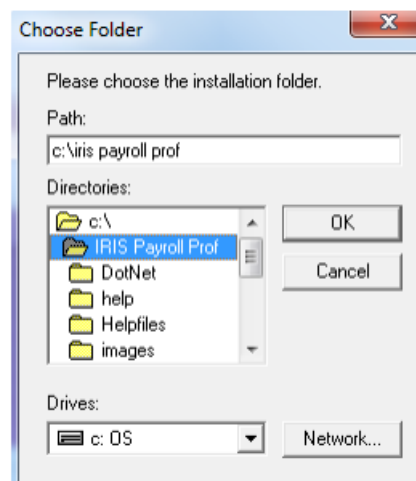 Choose Folder
Please choose the installation folder.
Path:
c:\iris payroll prof
Directories:
c:\
IRIS Payroll Prof
DotNet
help
Helpfiles
images
OK
Cancel
Drives:
c: OS
Network...